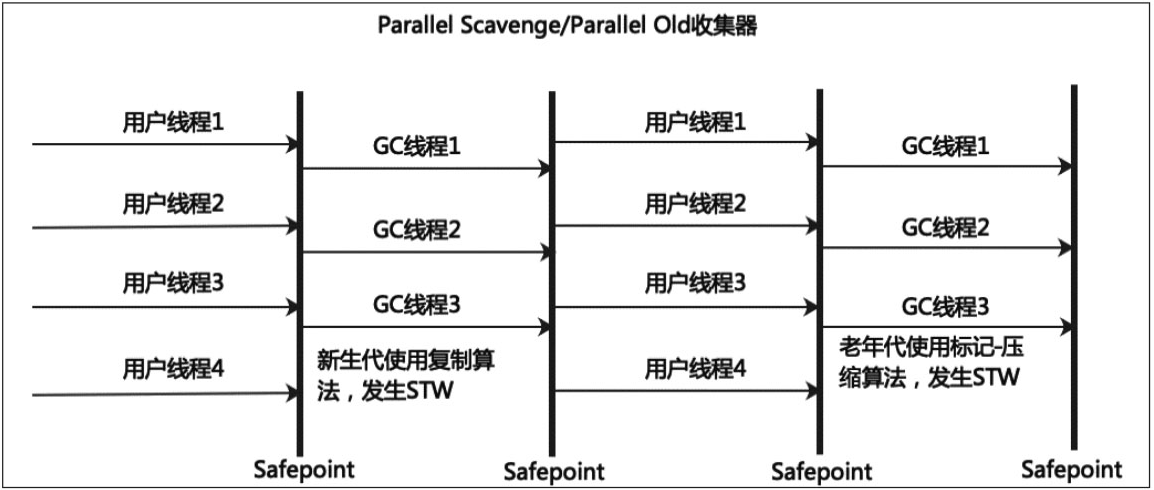 Parallel Scavenge/Parallel Old收集器
用户线程1
GC线程1
用户线程1
GC线程1
用户线程2
GC线程2
用户线程2
GC线程2
用户线程3
GC线程3
用户线程3
GC线程3
用户线程4
新生代使用复制算
法，发生STW
用户线程4
老年代使用标记-压
缩算法，发生STW
Safepoint
Safepoint
Safepoint
Safepoint